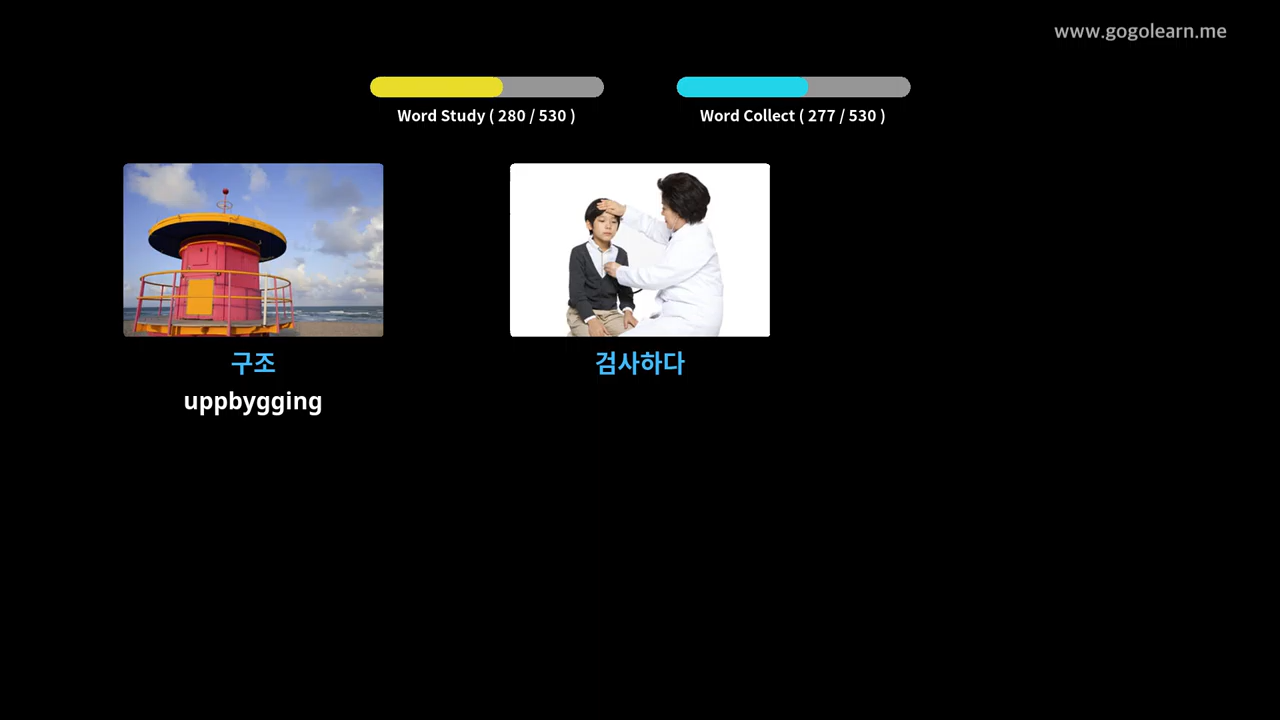 www.gogolearn.me
Word Study ( 280 / 530 )
Word Collect ( 277 / 530 )
구조
uppbygging
검사하다